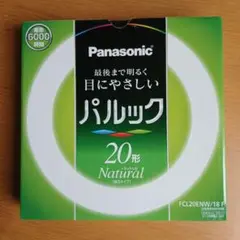 6000
Panasonic
最後まで明るく
目にやさしい
パルック
20形
Natural
FCL20ENW/18 F